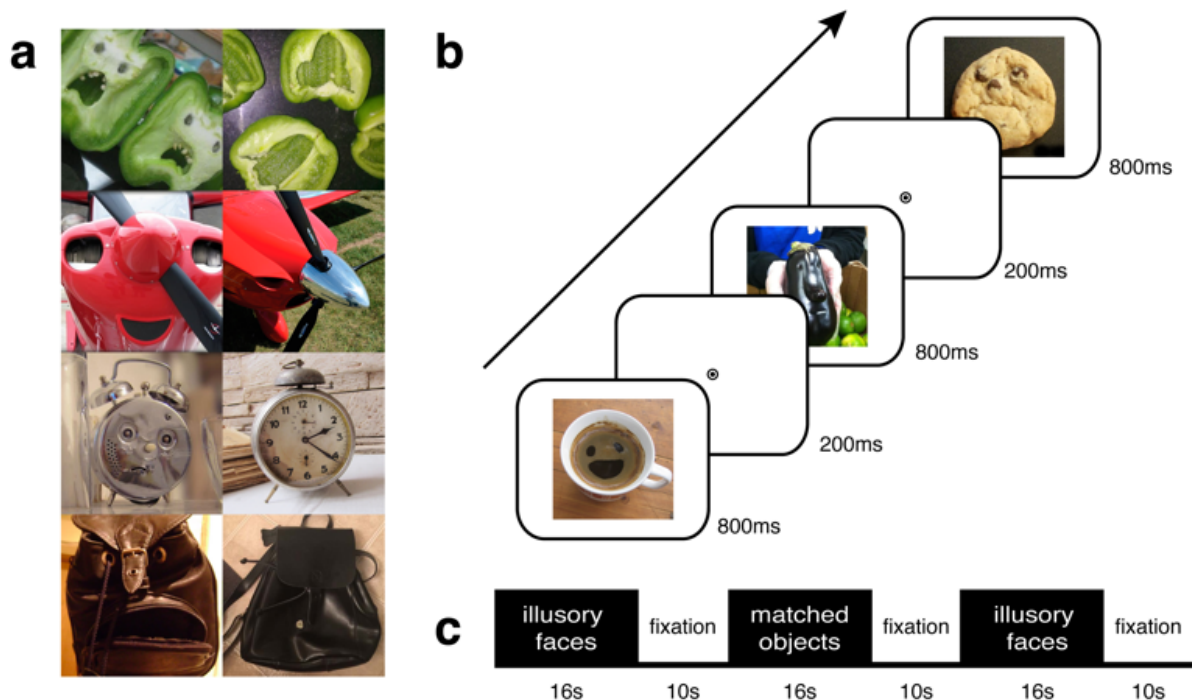 a
b
800ms
200ms
800ms
200ms
800ms
c
illusory
faces
fixation
matched
objects
fixation
illusory
faces
fixation
16s
10s
16s
10s
16s
10s